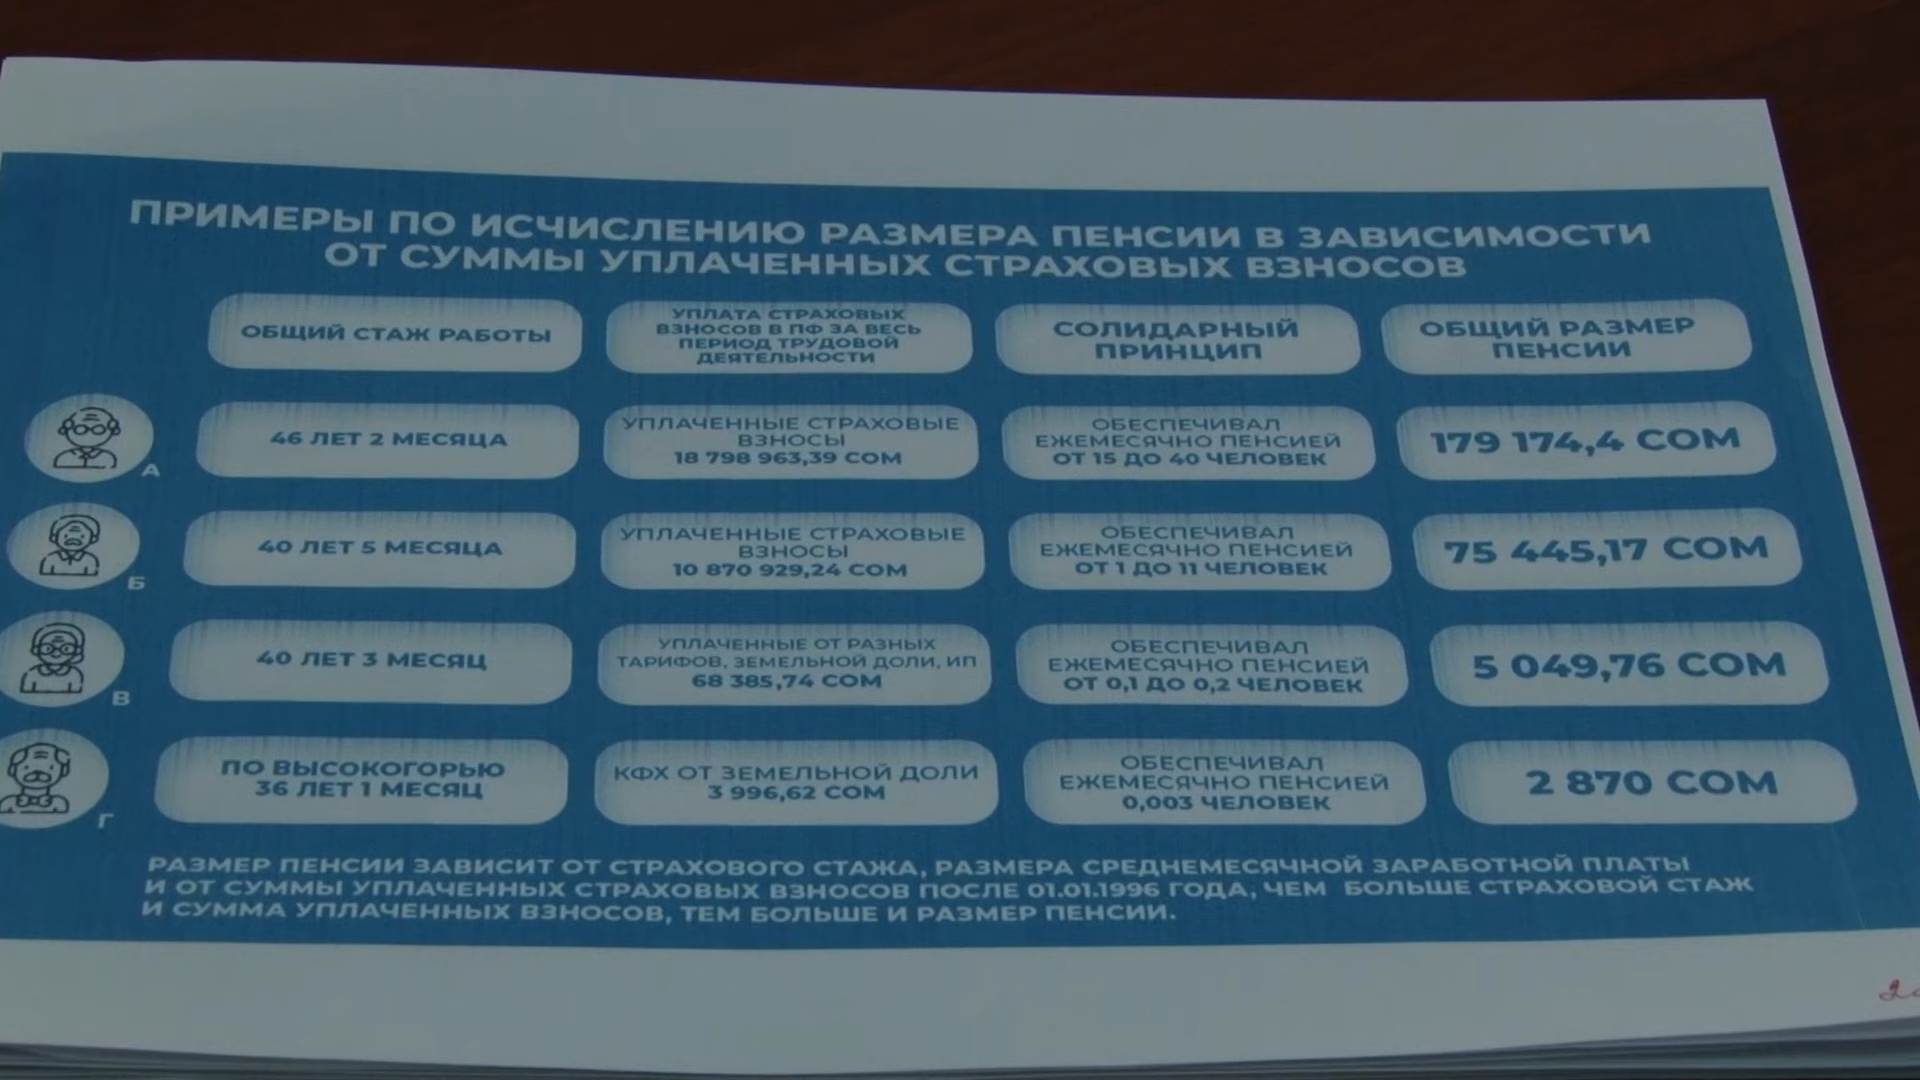 ПРИМЕРЫ ПО ИСЧИСЛЕНИЮ РАЗМЕРА ПЕНСИИ В ЗАВИСИМОСТИ
ОТ СУММЫ УПЛАЧЕННЫХ СТРАХОВЫХ ВЗНОСОВ
ОБЩИЙ СТАЖ РАБОТЫ
УПЛАТА СТРАХОВЫХ
ВЗНОСОВ В ПФ ЗА ВЕСЬ
ПЕРИОД ТРУДОВОЙ
ДЕЯТЕЛЬНОСТИ
СОЛИДАРНЫЙ
ПРИНЦИП
ОБЩИЙ РАЗМЕР
ПЕНСИИ
А
46 ЛЕТ 2 МЕСЯЦА
УПЛАЧЕННЫЕ СТРАХОВЫЕ
ВЗНОСЫ
18 798 963,39 СОМ
ОБЕСПЕЧИВАЛ
ЕЖЕМЕСЯЧНО ПЕНСИЕЙ
ОТ 15 ДО 40 ЧЕЛОВЕК
179 174,4 СОМ
Б
40 ЛЕТ 5 МЕСЯЦА
УПЛАЧЕННЫЕ СТРАХОВЫЕ
ВЗНОСЫ
10 870 929,24 СОМ
ОБЕСПЕЧИВАЛ
ЕЖЕМЕСЯЧНО ПЕНСИЕЙ
ОТ 1 ДО 11 ЧЕЛОВЕК
75 445,17 СОМ
В
40 ЛЕТ 3 МЕСЯЦ
УПЛАЧЕННЫЕ ОТ РАЗНЫХ
ТАРИФОВ, ЗЕМЕЛЬНОЙ ДОЛИ, ИП
68 385,74 СОМ
ОБЕСПЕЧИВАЛ
ЕЖЕМЕСЯЧНО ПЕНСИЕЙ
ОТ 0,1 ДО 0,2 ЧЕЛОВЕК
5 049,76 СОМ
Г
ПО ВЫСОКОГОРЬЮ
36 ЛЕТ 1 МЕСЯЦ
КФХ ОТ ЗЕМЕЛЬНОЙ ДОЛИ
3 996,62 СОМ
ОБЕСПЕЧИВАЛ
ЕЖЕМЕСЯЧНО ПЕНСИЕЙ
0,003 ЧЕЛОВЕК
2 870 СОМ
РАЗМЕР ПЕНСИИ ЗАВИСИТ ОТ СТРАХОВОГО СТАЖА, РАЗМЕРА СРЕДНЕМЕСЯЧНОЙ ЗАРАБОТНОЙ ПЛАТЫ
И ОТ СУММЫ УПЛАЧЕННЫХ СТРАХОВЫХ ВЗНОСОВ ПОСЛЕ 01.01.1996 ГОДА, ЧЕМ БОЛЬШЕ СТРАХОВОЙ СТАЖ
И СУММА УПЛАЧЕННЫХ ВЗНОСОВ, ТЕМ БОЛЬШЕ И РАЗМЕР ПЕНСИИ.